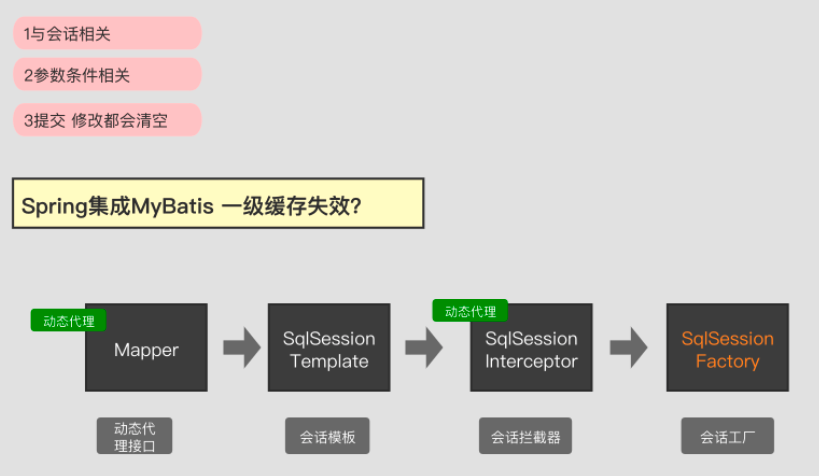 1与会话相关
2参数条件相关
3提交 修改都会清空
Spring集成MyBatis 一级缓存失效?
动态代理
动态代理
Mapper
SqlSession
Template
SqlSession
Interceptor
SqlSession
Factory
动态代
理接口
会话模板
会话拦截器
会话工厂